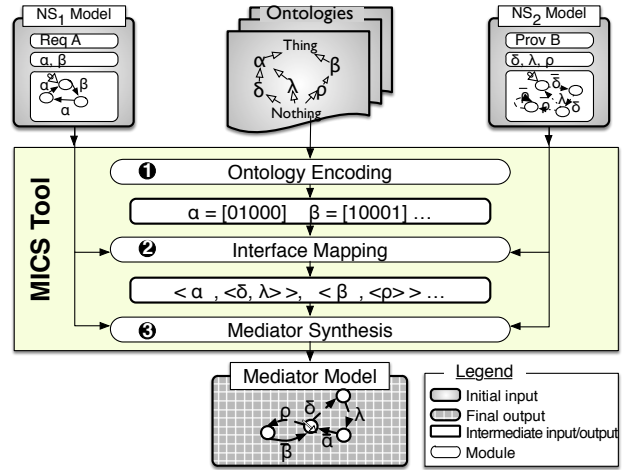 NS1 Model
Req A
α, β
α
β
α
Ontologies
Thing
α
β
δ
λ
ρ
Nothing
NS2 Model
Prov B
δ, λ, ρ
δ̅
ρ̅
ρ̅
λ
δ̅
MICS Tool
❶ Ontology Encoding
α = [01000] β = [10001] ...
❷ Interface Mapping
< α , <δ, λ> >, < β , <ρ> > ...
❸ Mediator Synthesis
Mediator Model
ρ
δ
λ
β̅
α̅
Legend
Initial input
Final output
Intermediate input/output
Module